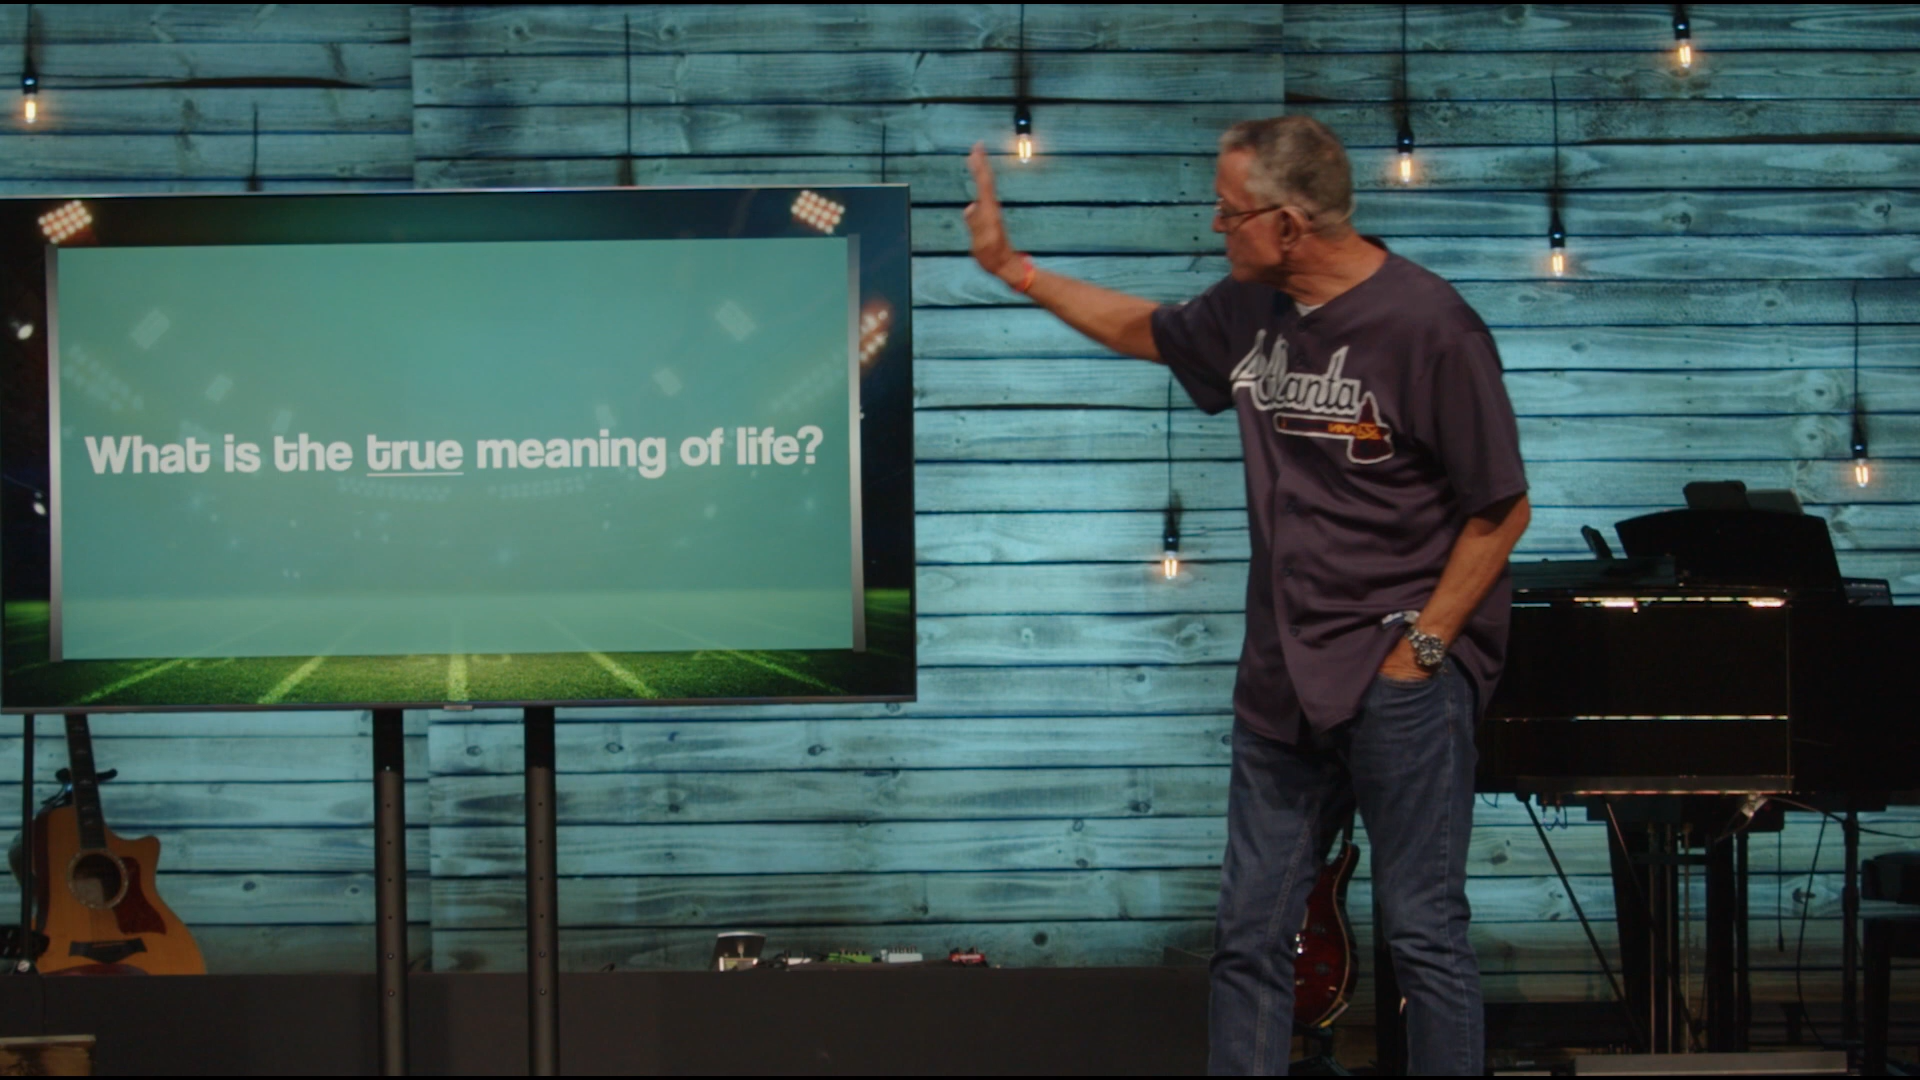 What is the true meaning of life?
Atlanta